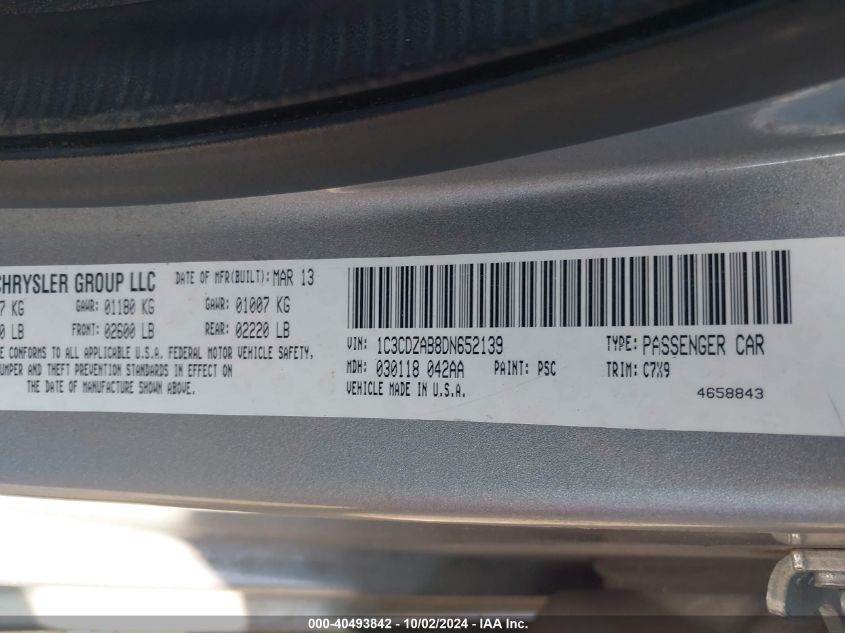 CHRYSLER GROUP LLC DATE OF MFR(BUILT): MAR 13
7 KG GAWR: 01180 KG GAWR: 01007 KG
0 LB FRONT: 02600 LB REAR: 02220 LB
E CONFORMS TO ALL APPLICABLE U.S.A. FEDERAL MOTOR VEHICLE SAFETY,
UMPER AND THEFT PREVENTION STANDARDS IN EFFECT ON
THE DATE OF MANUFACTURE SHOWN ABOVE.
VIN: 1C3CDZAB8DN652139 TYPE: PASSENGER CAR
MDH: 030118 042AA PAINT: PSC TRIM: C7X9
VEHICLE MADE IN U.S.A. 4658843
000-40493842 - 10/02/2024 - IAA Inc.